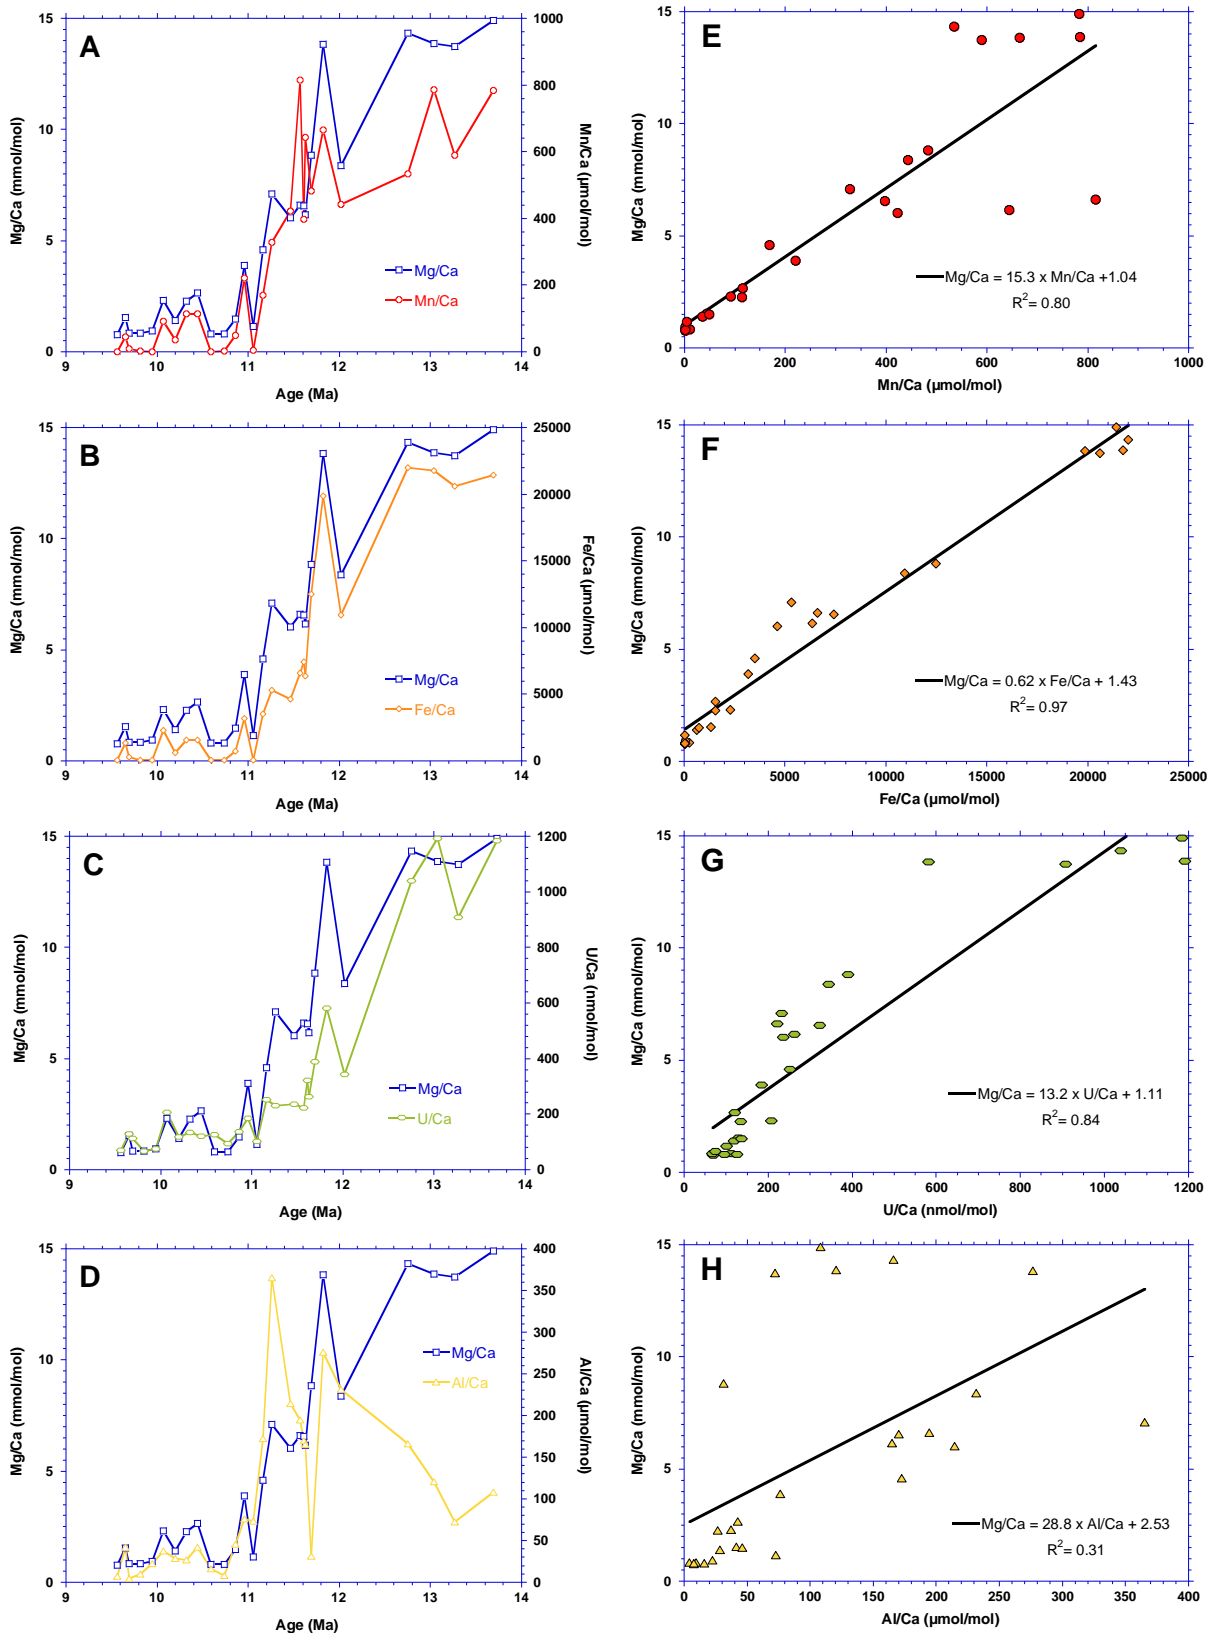 A
Mg/Ca (mmol/mol)
15
10
5
0
1000
800
600
400
200
0
Mn/Ca (µmol/mol)
Mg/Ca
Mn/Ca
9 10 11 12 13 14
Age (Ma)
E
Mg/Ca (mmol/mol)
15
10
5
0
Mg/Ca = 15.3 x Mn/Ca +1.04
R2= 0.80
0 200 400 600 800 1000
Mn/Ca (µmol/mol)
B
Mg/Ca (mmol/mol)
15
10
5
0
25000
20000
15000
10000
5000
0
Fe/Ca (µmol/mol)
Mg/Ca
Fe/Ca
9 10 11 12 13 14
Age (Ma)
F
Mg/Ca (mmol/mol)
15
10
5
0
Mg/Ca = 0.62 x Fe/Ca + 1.43
R2= 0.97
0 5000 10000 15000 20000 25000
Fe/Ca (µmol/mol)
C
Mg/Ca (mmol/mol)
15
10
5
0
1200
1000
800
600
400
200
0
U/Ca (nmol/mol)
Mg/Ca
U/Ca
9 10 11 12 13 14
Age (Ma)
G
Mg/Ca (mmol/mol)
15
10
5
0
Mg/Ca = 13.2 x U/Ca + 1.11
R2= 0.84
0 200 400 600 800 1000 1200
U/Ca (nmol/mol)
D
Mg/Ca (mmol/mol)
15
10
5
0
400
350
300
250
200
150
100
50
0
Al/Ca (µmol/mol)
Mg/Ca
Al/Ca
9 10 11 12 13 14
Age (Ma)
H
Mg/Ca (mmol/mol)
15
10
5
0
Mg/Ca = 28.8 x Al/Ca + 2.53
R2= 0.31
0 50 100 150 200 250 300 350 400
Al/Ca (µmol/mol)